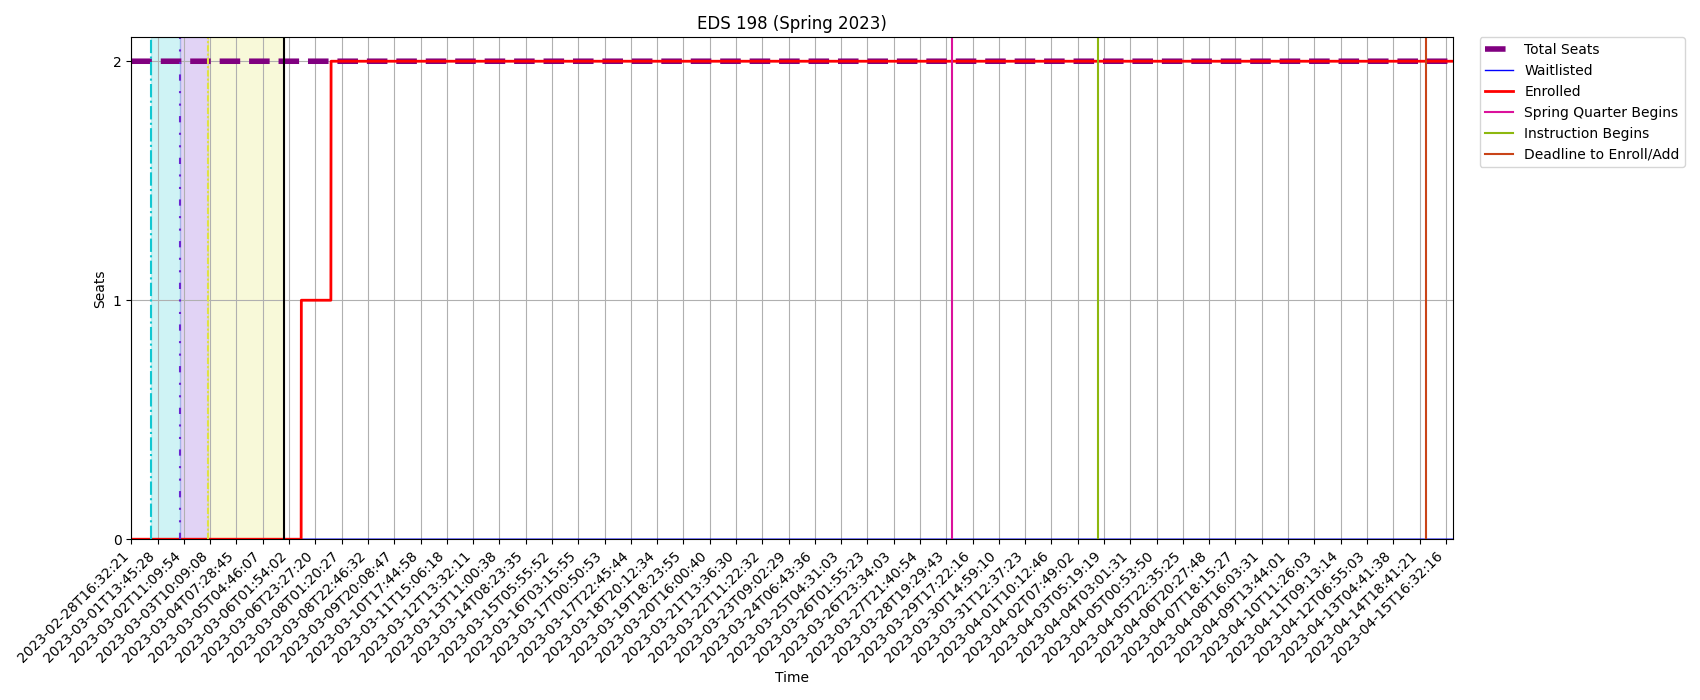 EDS 198 (Spring 2023)
Total Seats
Waitlisted
Enrolled
Spring Quarter Begins
Instruction Begins
Deadline to Enroll/Add
Seats
2
1
0
2023-02-28T16:32:21
2023-03-01T13:45:28
2023-03-02T11:09:54
2023-03-03T10:09:08
2023-03-04T07:28:45
2023-03-05T04:46:07
2023-03-06T01:54:02
2023-03-06T23:27:20
2023-03-08T01:20:27
2023-03-08T22:46:32
2023-03-09T20:08:47
2023-03-10T17:44:58
2023-03-11T15:06:18
2023-03-12T13:32:11
2023-03-13T11:00:38
2023-03-14T08:23:35
2023-03-15T05:55:52
2023-03-16T03:15:55
2023-03-17T00:50:53
2023-03-17T22:45:44
2023-03-18T20:12:34
2023-03-19T18:23:55
2023-03-20T16:00:40
2023-03-21T13:36:30
2023-03-22T11:22:32
2023-03-23T09:02:29
2023-03-24T06:43:36
2023-03-25T04:31:03
2023-03-26T01:55:23
2023-03-26T23:34:03
2023-03-27T21:40:54
2023-03-28T19:29:43
2023-03-29T17:22:16
2023-03-30T14:59:10
2023-03-31T12:37:23
2023-04-01T10:12:46
2023-04-02T07:49:02
2023-04-03T05:19:19
2023-04-04T03:01:31
2023-04-05T00:53:50
2023-04-05T22:35:25
2023-04-06T20:27:48
2023-04-07T18:15:27
2023-04-08T16:03:31
2023-04-09T13:44:01
2023-04-10T11:26:03
2023-04-11T09:13:14
2023-04-12T06:55:03
2023-04-13T04:41:38
2023-04-14T18:41:21
2023-04-15T16:32:16
Time